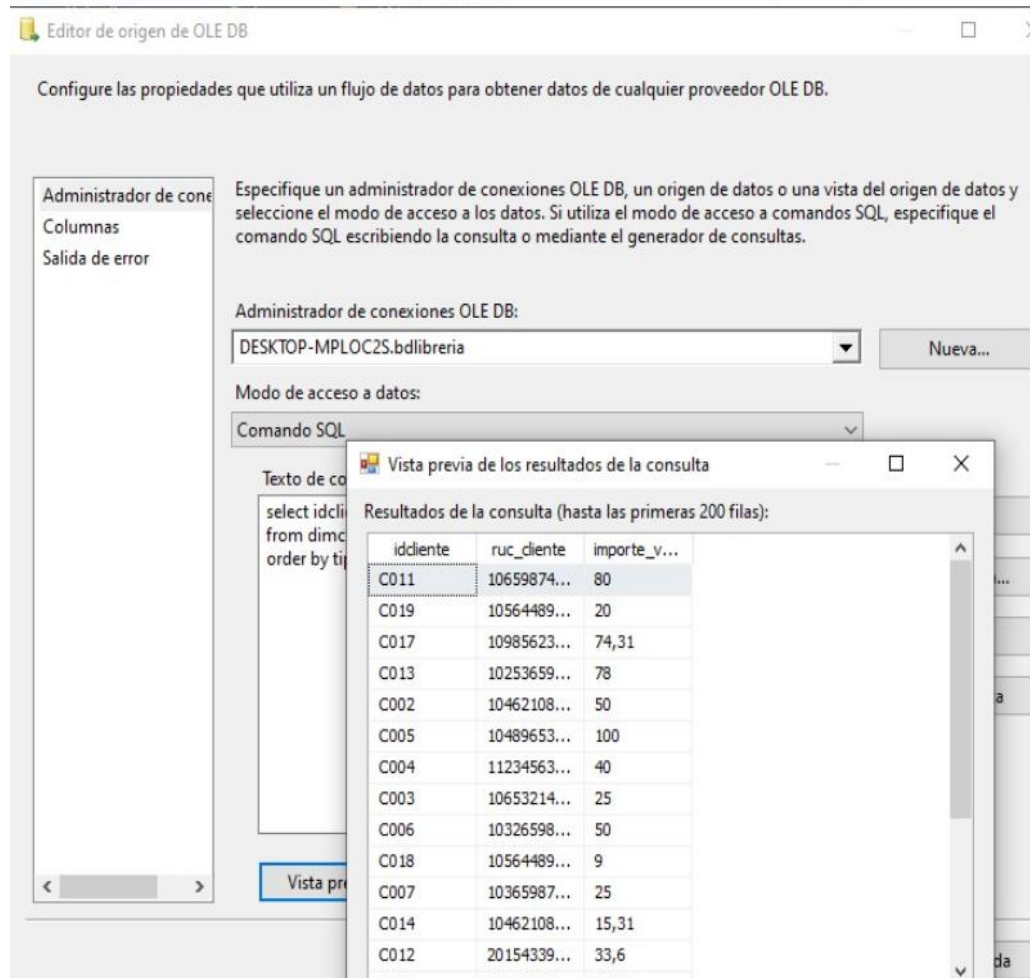 Editor de origen de OLE DB
Configure las propiedades que utiliza un flujo de datos para obtener datos de cualquier proveedor OLE DB.
Administrador de cone
Columnas
Salida de error
Especifique un administrador de conexiones OLE DB, un origen de datos o una vista del origen de datos y
seleccione el modo de acceso a los datos. Si utiliza el modo de acceso a comandos SQL, especifique el
comando SQL escribiendo la consulta o mediante el generador de consultas.
Administrador de conexiones OLE DB:
DESKTOP-MPLOC2S.bdlibreria
Nueva...
Modo de acceso a datos:
Comando SQL
Texto de co
select idcli
from dimc
order by ti
Vista pre
Vista previa de los resultados de la consulta
Resultados de la consulta (hasta las primeras 200 filas):
idcliente ruc_cliente importe_v...
C011 10659874... 80
C019 10564489... 20
C017 10985623... 74,31
C013 10253659... 78
C002 10462108... 50
C005 10489653... 100
C004 11234563... 40
C003 10653214... 25
C006 10326598... 50
C018 10564489... 9
C007 10365987... 25
C014 10462108... 15,31
C012 20154339... 33,6
...
a
da